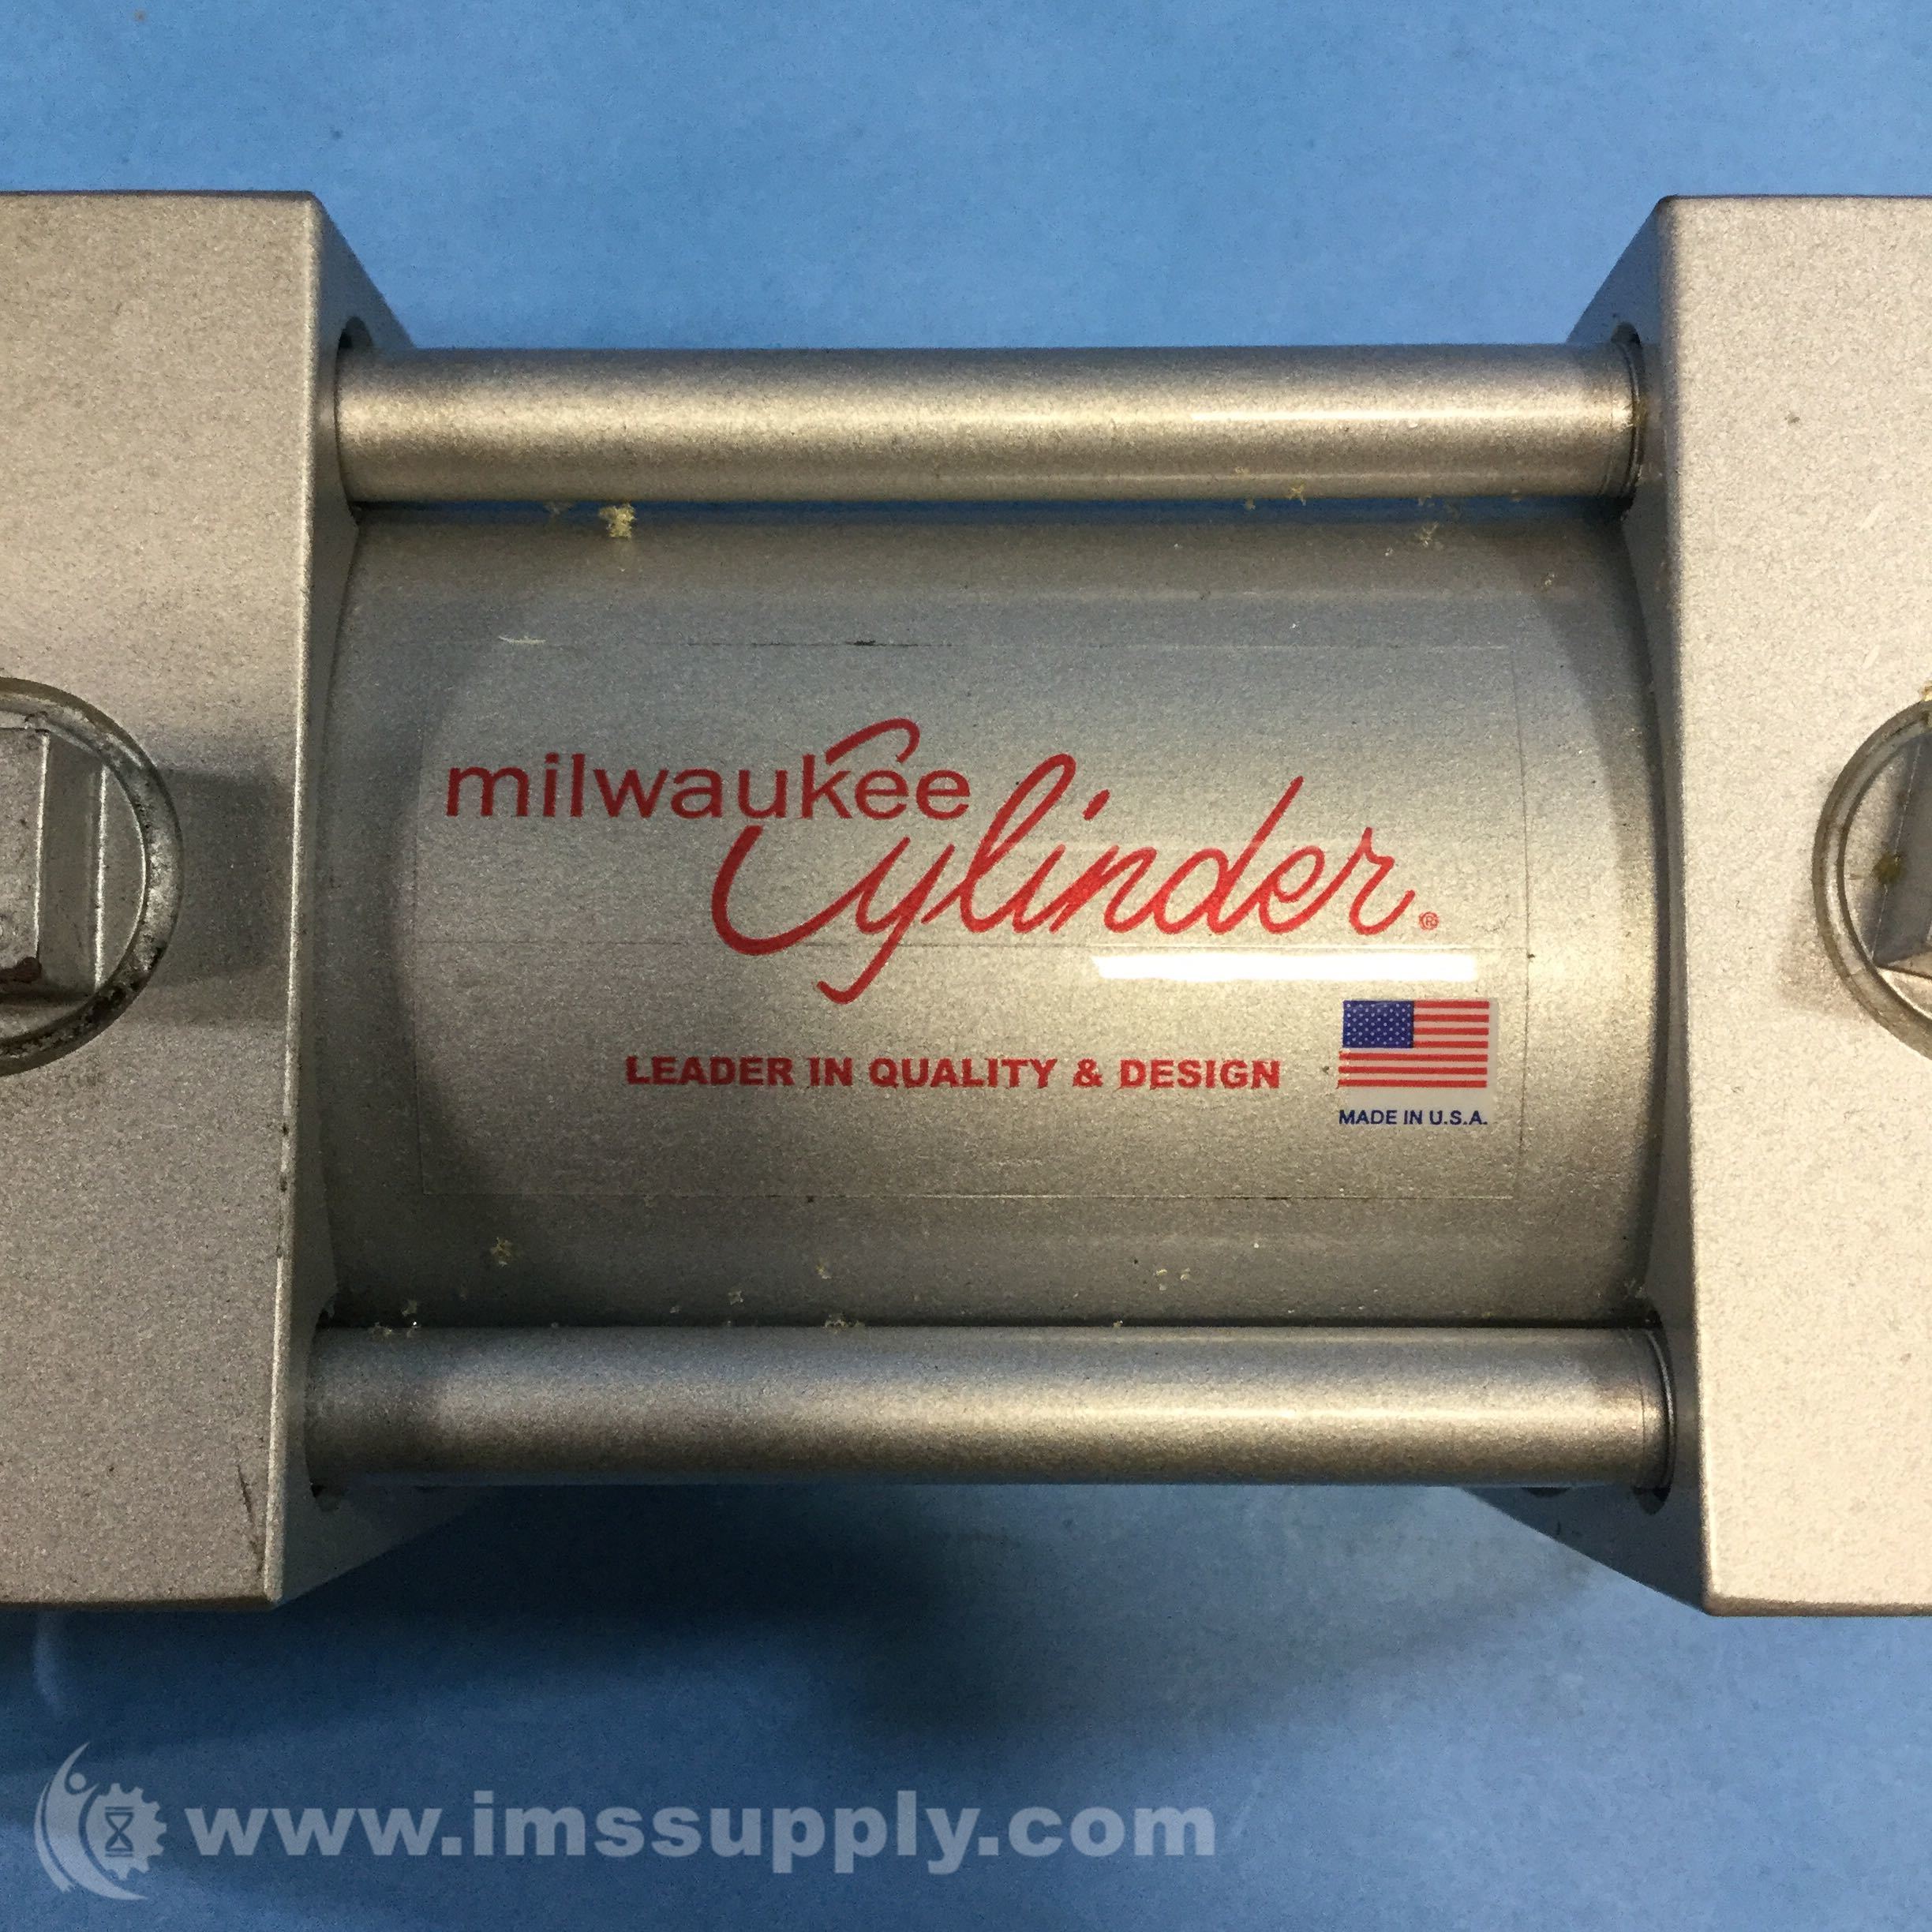 milwaukee
Cylinder®
LEADER IN QUALITY & DESIGN
MADE IN U.S.A.
www.imssupply.com